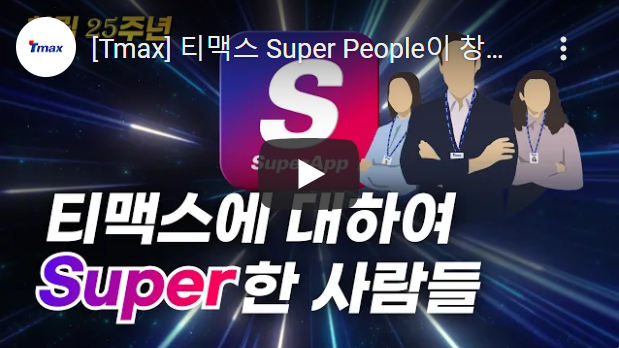 25주년
Tmax
[Tmax] 티맥스 Super People이 창...
S
SuperApp
티맥스에 대하여
Super한 사람들